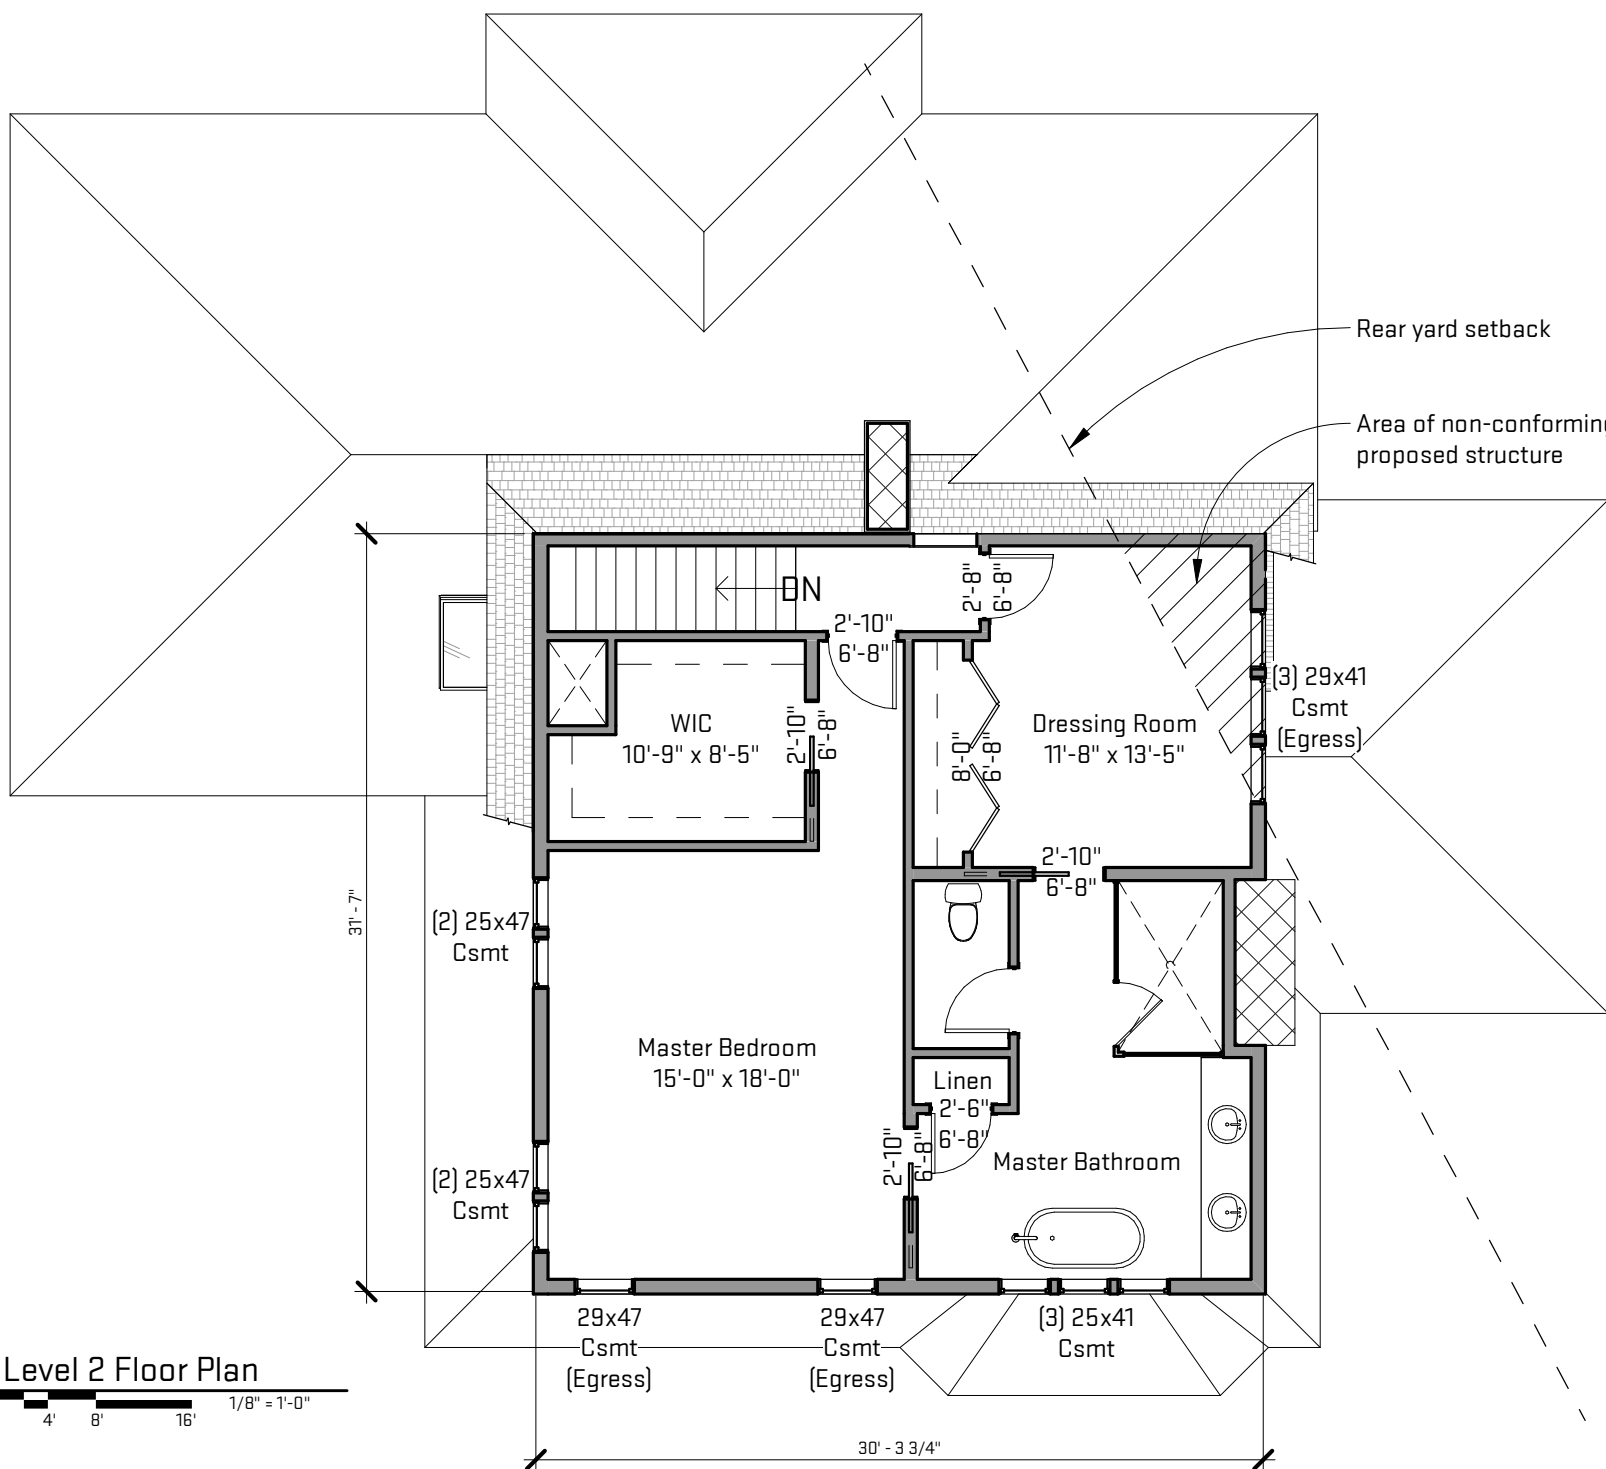 Rear yard setback
Area of non-conforming
proposed structure
DN
2'-8"
6'-8"
2'-10"
6'-8"
WIC
10'-9" x 8'-5"
2'-10"
6'-8"
8'-0"
6'-8"
Dressing Room
11'-8" x 13'-5"
(3) 29x41
Csmt
(Egress)
2'-10"
6'-8"
31' - 7"
(2) 25x47
Csmt
Master Bedroom
15'-0" x 18'-0"
Linen
2'-6"
6'-8"
2'-10"
6'-8"
Master Bathroom
(2) 25x47
Csmt
29x47
Csmt
(Egress)
29x47
Csmt
(Egress)
(3) 25x41
Csmt
Level 2 Floor Plan
1/8" = 1'-0"
4' 8' 16'
30' - 3 3/4"